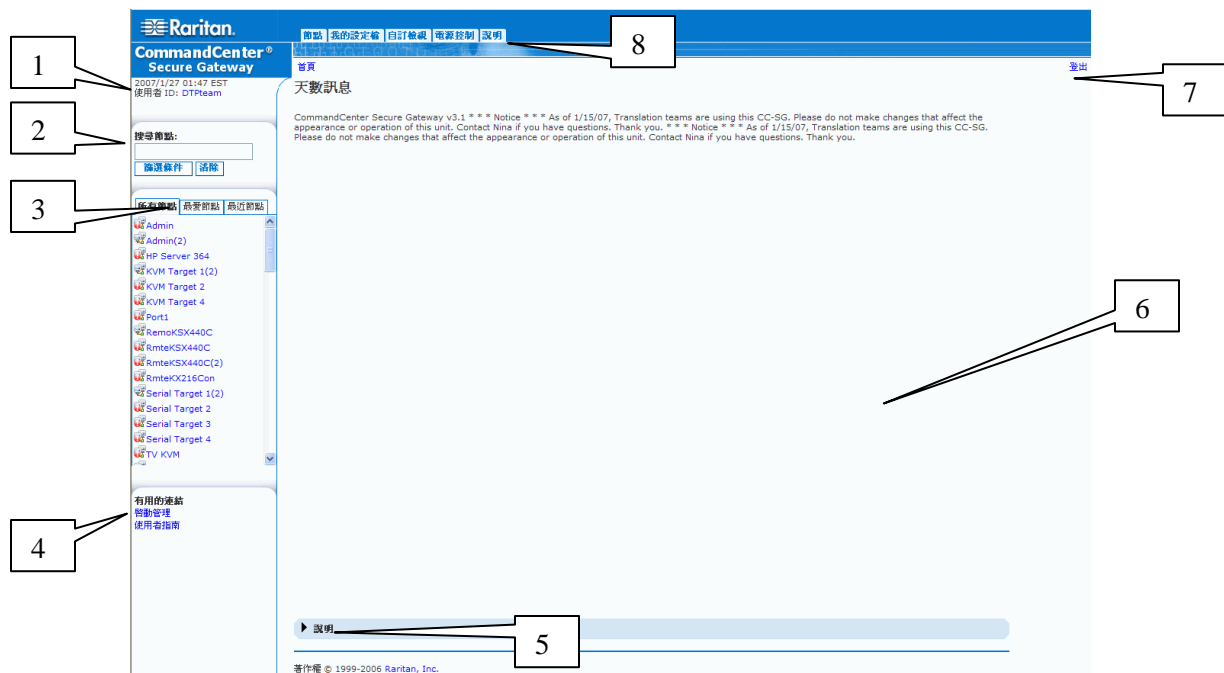 Raritan.
節點 我的設定檔 自訂檢視 電源控制 說明
8
CommandCenter®
Secure Gateway
1
首頁
登出
7
2007/1/27 01:47 EST
使用者 ID: DTPteam
天數訊息
CommandCenter Secure Gateway v3.1 * * * Notice * * * As of 1/15/07, Translation teams are using this CC-SG. Please do not make changes that affect the
appearance or operation of this unit. Contact Nina if you have questions. Thank you. * * * Notice * * * As of 1/15/07, Translation teams are using this CC-SG.
Please do not make changes that affect the appearance or operation of this unit. Contact Nina if you have questions. Thank you.
2
搜尋節點:
篩選條件 清除
3
所有節點 最愛節點 最近節點
Admin
Admin(2)
HP Server 364
KVM Target 1(2)
KVM Target 2
KVM Target 4
Port1
RemoKSX440C
RmteKSX440C
RmteKSX440C(2)
RmteKX216Con
Serial Target 1(2)
Serial Target 2
Serial Target 3
Serial Target 4
TV KVM
6
4
有用的連結
啟動管理
使用者指南
說明
5
著作權 © 1999-2006 Raritan, Inc.